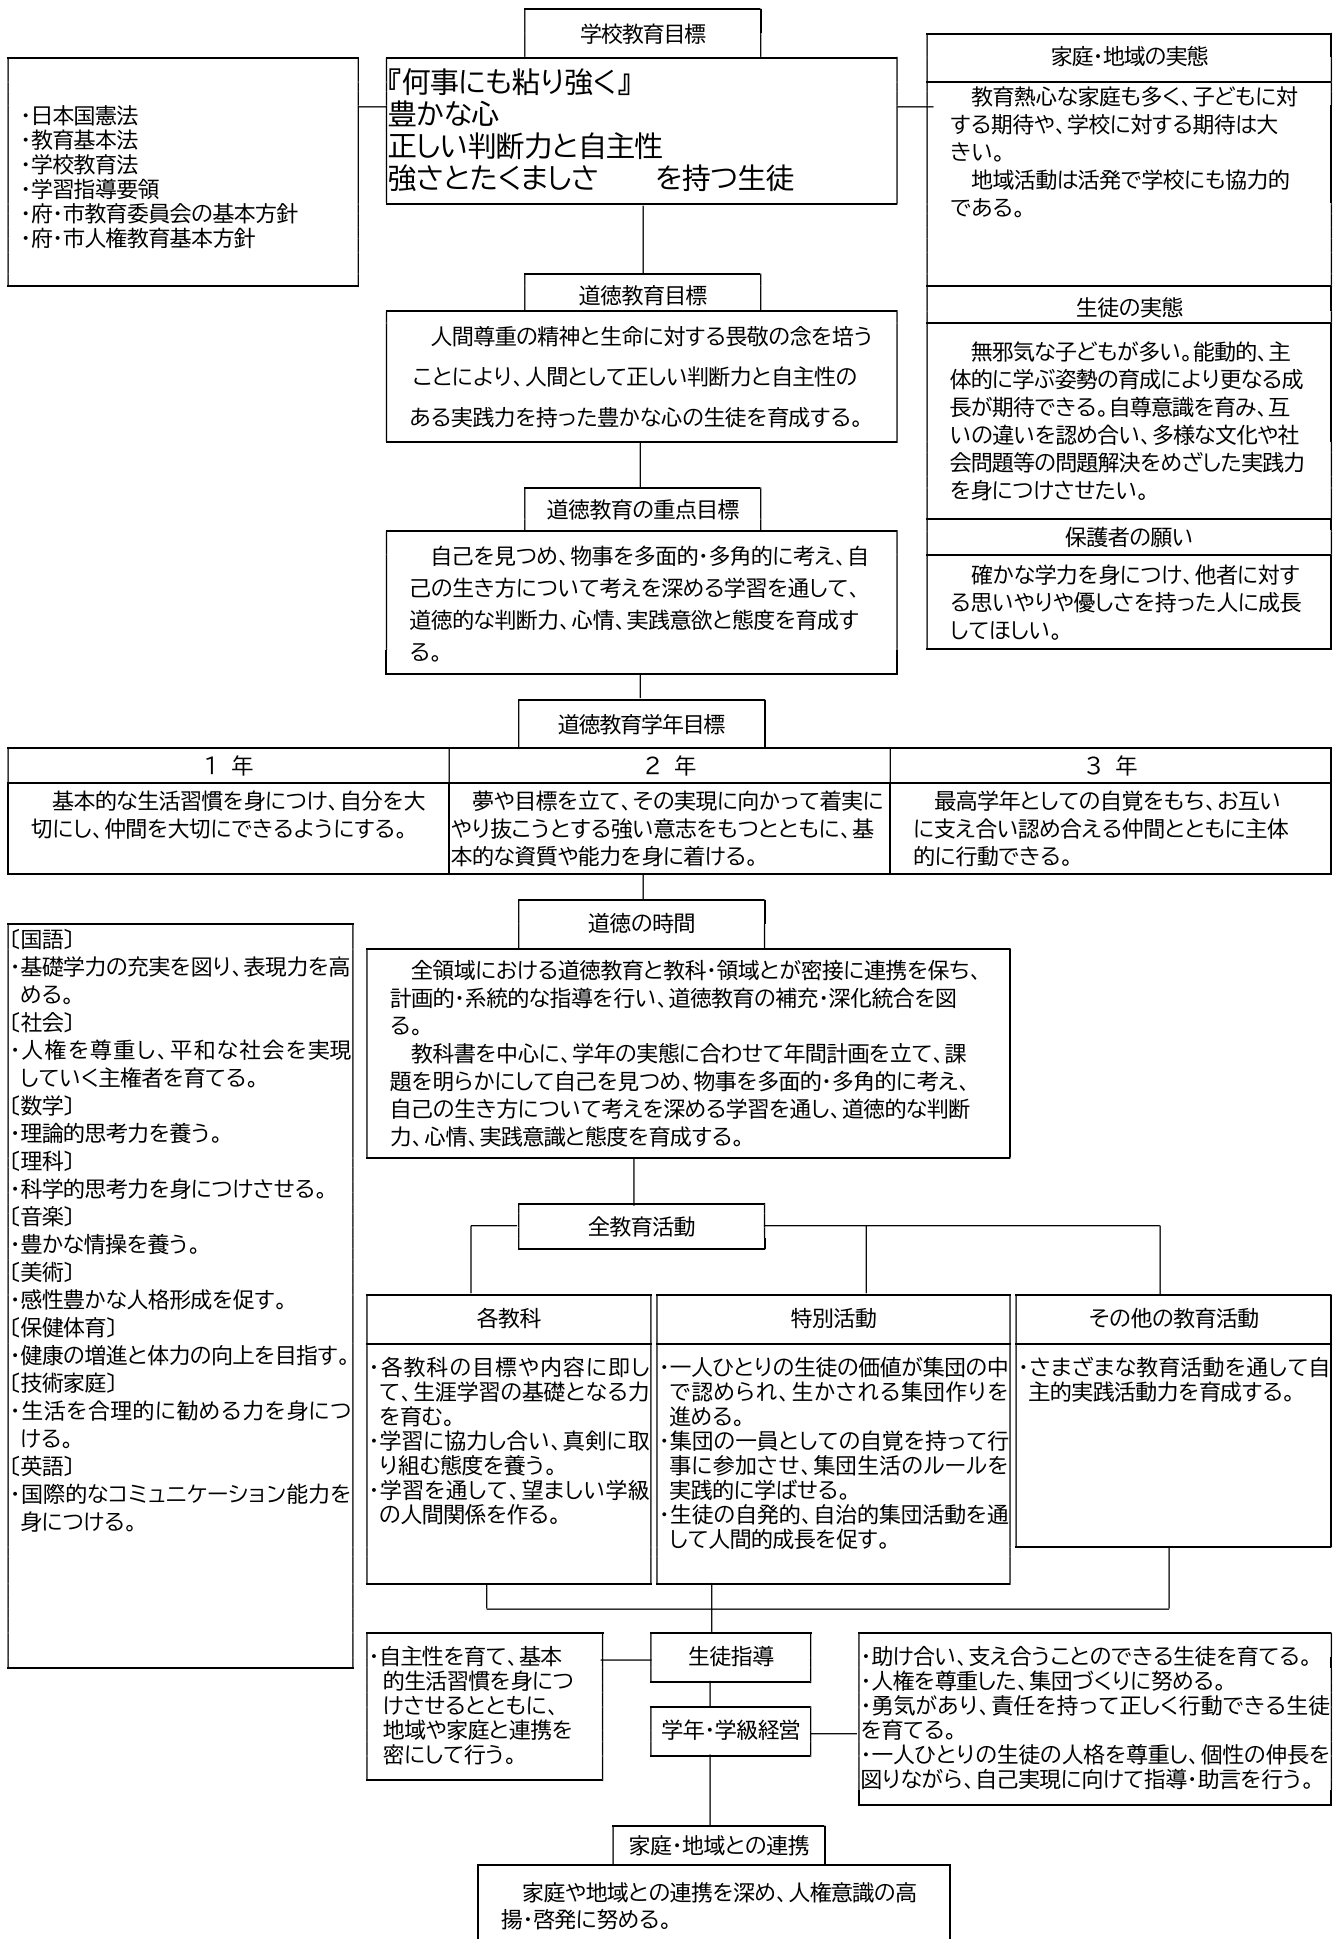 学校教育目標
『何事にも粘り強く』
豊かな心
正しい判断力と自主性
強さとたくましさ　　を持つ生徒
・日本国憲法
・教育基本法
・学校教育法
・学習指導要領
・府・市教育委員会の基本方針
・府・市人権教育基本方針
家庭・地域の実態
教育熱心な家庭も多く、子どもに対
する期待や、学校に対する期待は大
きい。
地域活動は活発で学校にも協力的
である。
生徒の実態
無邪気な子どもが多い。能動的、主
体的に学ぶ姿勢の育成により更なる成
長が期待できる。自尊意識を育み、互
いの違いを認め合い、多様な文化や社
会問題等の問題解決をめざした実践力
を身につけさせたい。
保護者の願い
確かな学力を身につけ、他者に対す
る思いやりや優しさを持った人に成長
してほしい。
道徳教育目標
人間尊重の精神と生命に対する畏敬の念を培う
ことにより、人間として正しい判断力と自主性の
ある実践力を持った豊かな心の生徒を育成する。
道徳教育の重点目標
自己を見つめ、物事を多面的・多角的に考え、自
己の生き方について考えを深める学習を通して、
道徳的な判断力、心情、実践意欲と態度を育成す
る。
道徳教育学年目標
１ 年
２ 年
３ 年
基本的な生活習慣を身につけ、自分を大
切にし、仲間を大切にできるようにする。
夢や目標を立て、その実現に向かって着実に
やり抜こうとする強い意志をもつとともに、基
本的な資質や能力を身に着ける。
最高学年としての自覚をもち、お互い
に支え合い認め合える仲間とともに主体
的に行動できる。
道徳の時間
全領域における道徳教育と教科・領域とが密接に連携を保ち、
計画的・系統的な指導を行い、道徳教育の補充・深化統合を図
る。
教科書を中心に、学年の実態に合わせて年間計画を立て、課
題を明らかにして自己を見つめ、物事を多面的・多角的に考え、
自己の生き方について考えを深める学習を通し、道徳的な判断
力、心情、実践意識と態度を育成する。
〔国語〕
・基礎学力の充実を図り、表現力を高
める。
〔社会〕
・人権を尊重し、平和な社会を実現
していく主権者を育てる。
〔数学〕
・理論的思考力を養う。
〔理科〕
・科学的思考力を身につけさせる。
〔音楽〕
・豊かな情操を養う。
〔美術〕
・感性豊かな人格形成を促す。
〔保健体育〕
・健康の増進と体力の向上を目指す。
〔技術家庭〕
・生活を合理的に勧める力を身につ
ける。
〔英語〕
・国際的なコミュニケーション能力を
身につける。
全教育活動
各教科
・各教科の目標や内容に即し
て、生涯学習の基礎となる力
を育む。
・学習に協力し合い、真剣に取
り組む態度を養う。
・学習を通して、望ましい学級
の人間関係を作る。
特別活動
・一人ひとりの生徒の価値が集団の中
で認められ、生かされる集団作りを
進める。
・集団の一員としての自覚を持って行
事に参加させ、集団生活のルールを
実践的に学ばせる。
・生徒の自発的、自治的集団活動を通
して人間的成長を促す。
その他の教育活動
・さまざまな教育活動を通して自
主的実践活動力を育成する。
・自主性を育て、基本
的生活習慣を身につ
けさせるとともに、
地域や家庭と連携を
密にして行う。
生徒指導
学年・学級経営
・助け合い、支え合うことのできる生徒を育てる。
・人権を尊重した、集団づくりに努める。
・勇気があり、責任を持って正しく行動できる生徒
を育てる。
・一人ひとりの生徒の人格を尊重し、個性の伸長を
図りながら、自己実現に向けて指導・助言を行う。
家庭・地域との連携
家庭や地域との連携を深め、人権意識の高
揚・啓発に努める。